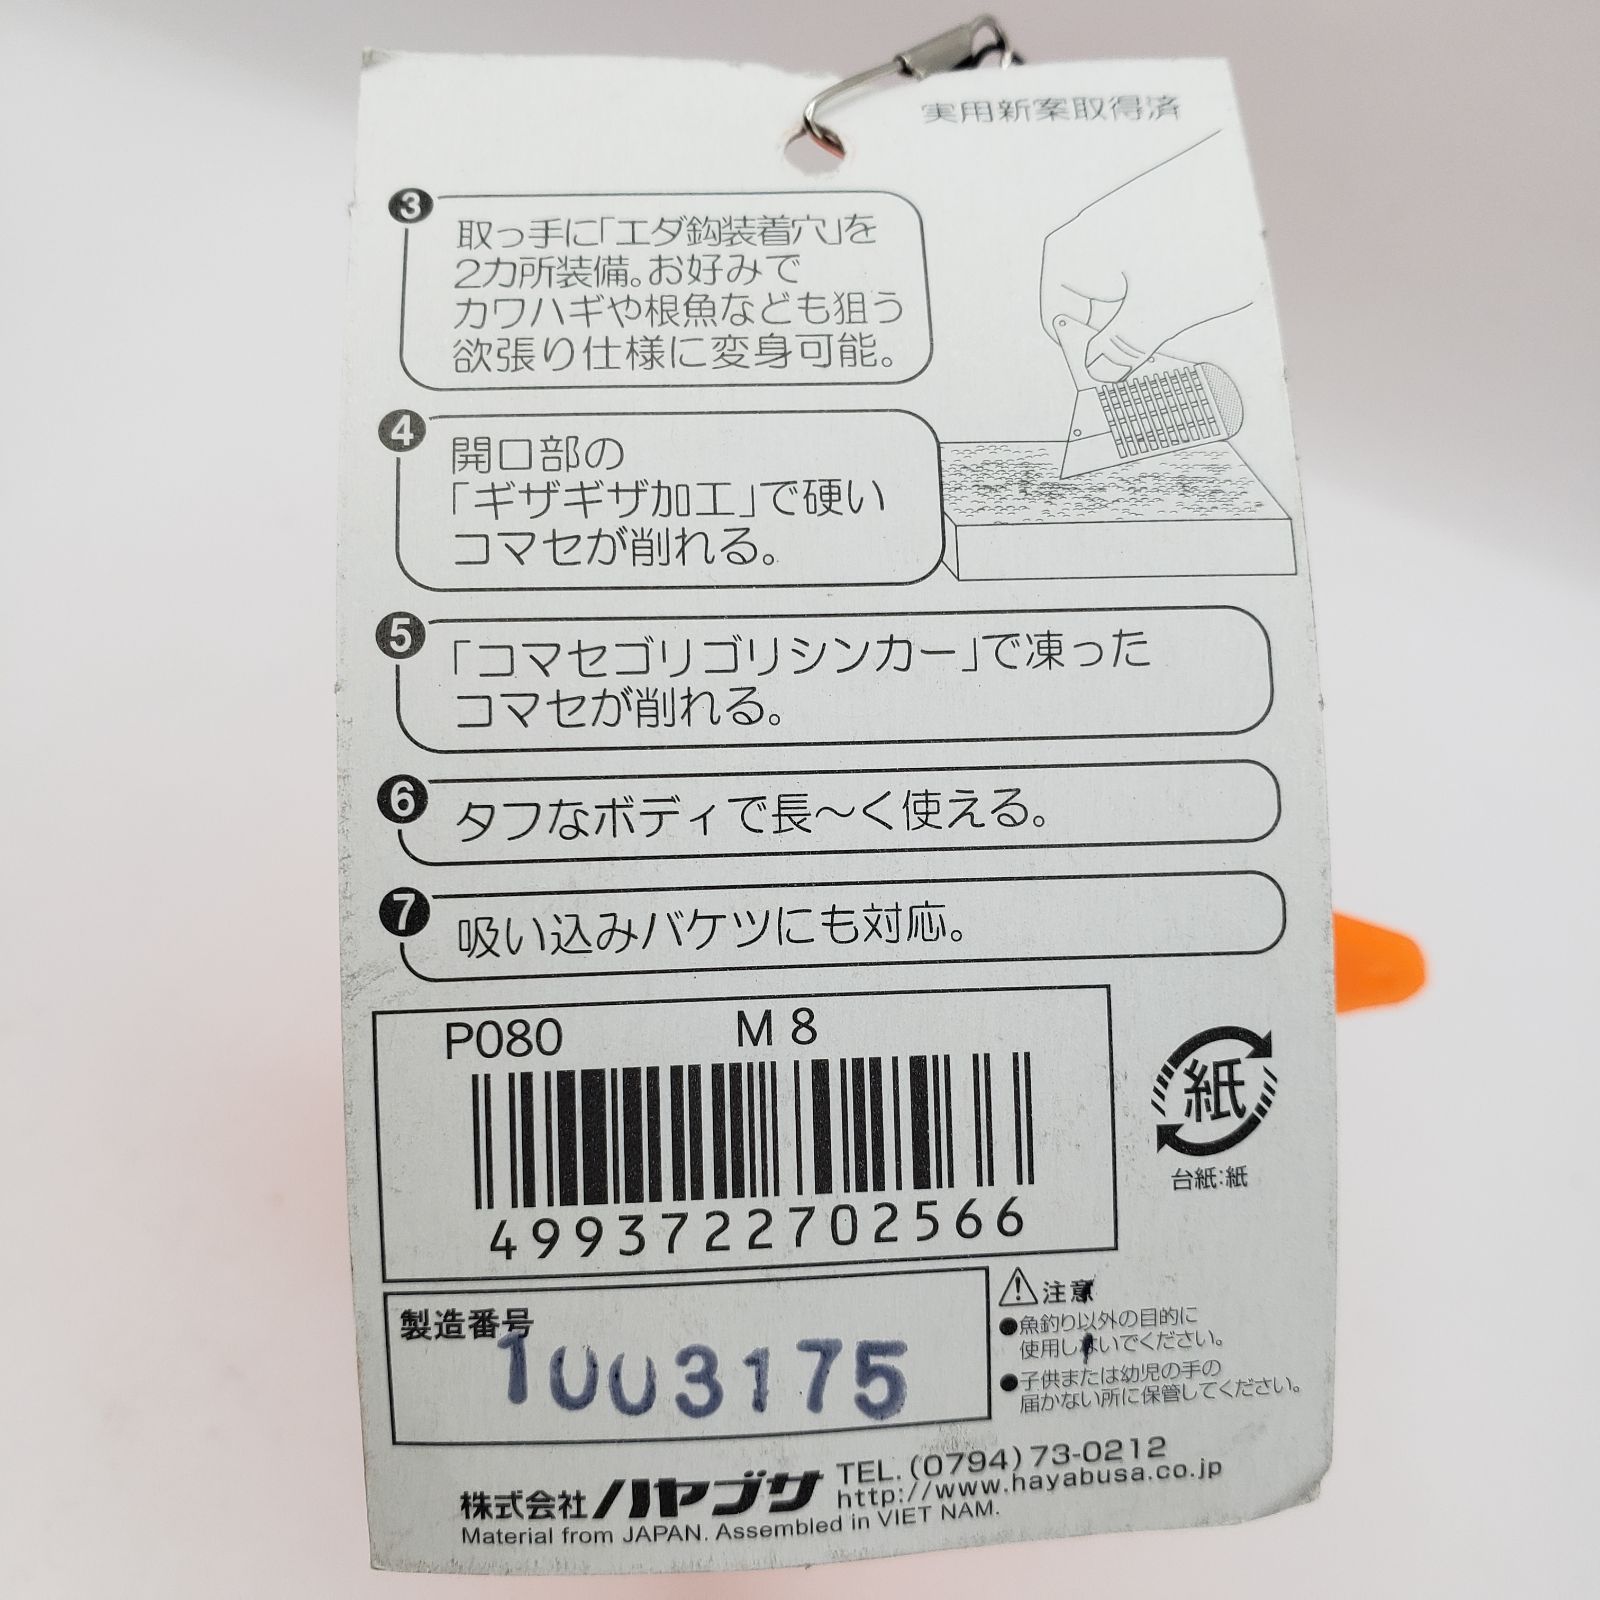 実用新案取得済
❸
取っ手に「エダ鈎装着穴」を
2カ所装備。お好みで
カワハギや根魚なども狙う
欲張り仕様に変身可能。
❹
開口部の
「ギザギザ加工」で硬い
コマセが削れる。
❺
「コマセゴリゴリシンカー」で凍った
コマセが削れる。
❻
タフなボディで長〜く使える。
❼
吸い込みバケツにも対応。
P080 M 8
4993722702566
紙
台紙:紙
製造番号
1003175
注意
●魚釣り以外の目的に
使用しないでください。
●子供または幼児の手の
届かない所に保管してください。
株式会社ハヤブサ
TEL.(0794)73-0212
http://www.hayabusa.co.jp
Material from JAPAN. Assembled in VIET NAM.